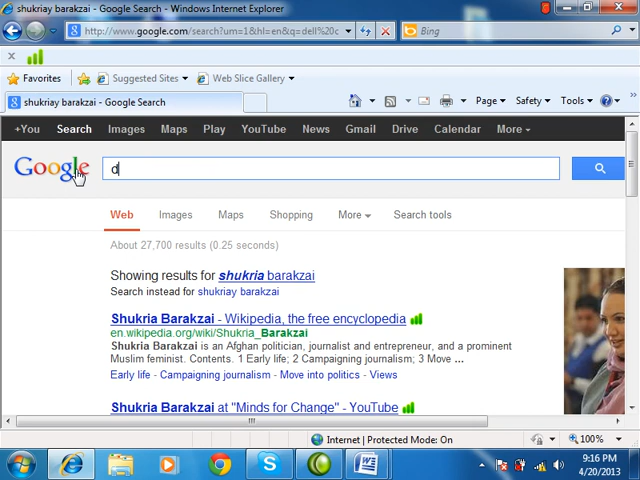 shukriay barakzai - Google Search - Windows Internet Explorer
http://www.google.com/search?um=1&hl=en&q=dell%20c
Bing
Favorites Suggested Sites Web Slice Gallery
shukriay barakzai - Google Search
Page Safety Tools
+You Search Images Maps Play YouTube News Gmail Drive Calendar More
Google d
Web Images Maps Shopping More Search tools
About 27,700 results (0.25 seconds)
Showing results for shukria barakzai
Search instead for shukriay barakzai
Shukria Barakzai - Wikipedia, the free encyclopedia
en.wikipedia.org/wiki/Shukria_Barakzai
Shukria Barakzai is an Afghan politician, journalist and entrepreneur, and a prominent
Muslim feminist. Contents. 1 Early life; 2 Campaigning journalism; 3 Move ...
Early life - Campaigning journalism - Move into politics - Views
Shukria Barakzai at "Minds for Change" - YouTube
Internet | Protected Mode: On 100%
9:16 PM
4/20/2013